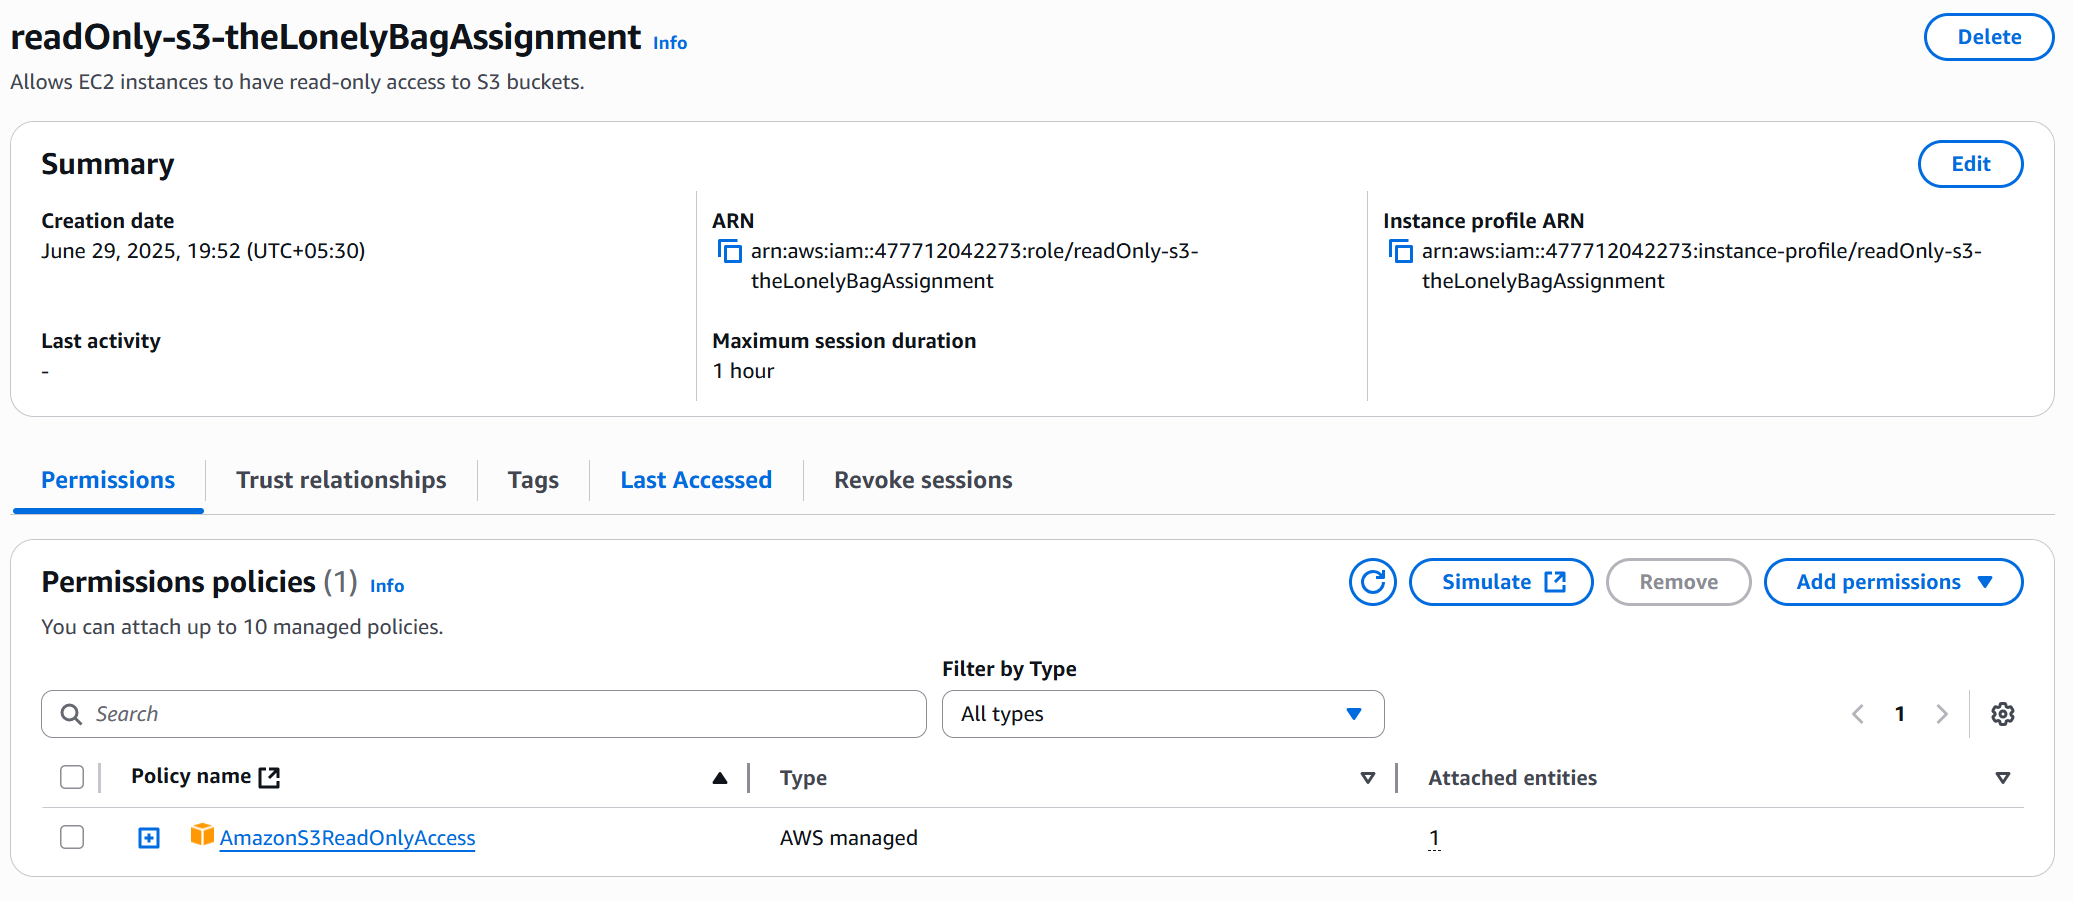 readOnly-s3-theLonelyBagAssignment Info
Delete
Allows EC2 instances to have read-only access to S3 buckets.
Summary
Edit
Creation date
June 29, 2025, 19:52 (UTC+05:30)
ARN
arn:aws:iam::477712042273:role/readOnly-s3-
theLonelyBagAssignment
Instance profile ARN
arn:aws:iam::477712042273:instance-profile/readOnly-s3-
theLonelyBagAssignment
Last activity
-
Maximum session duration
1 hour
Permissions
Trust relationships
Tags
Last Accessed
Revoke sessions
Permissions policies (1) Info
Simulate
Remove
Add permissions
You can attach up to 10 managed policies.
Filter by Type
Search
All types
1
Policy name
Type
Attached entities
AmazonS3ReadOnlyAccess
AWS managed
1